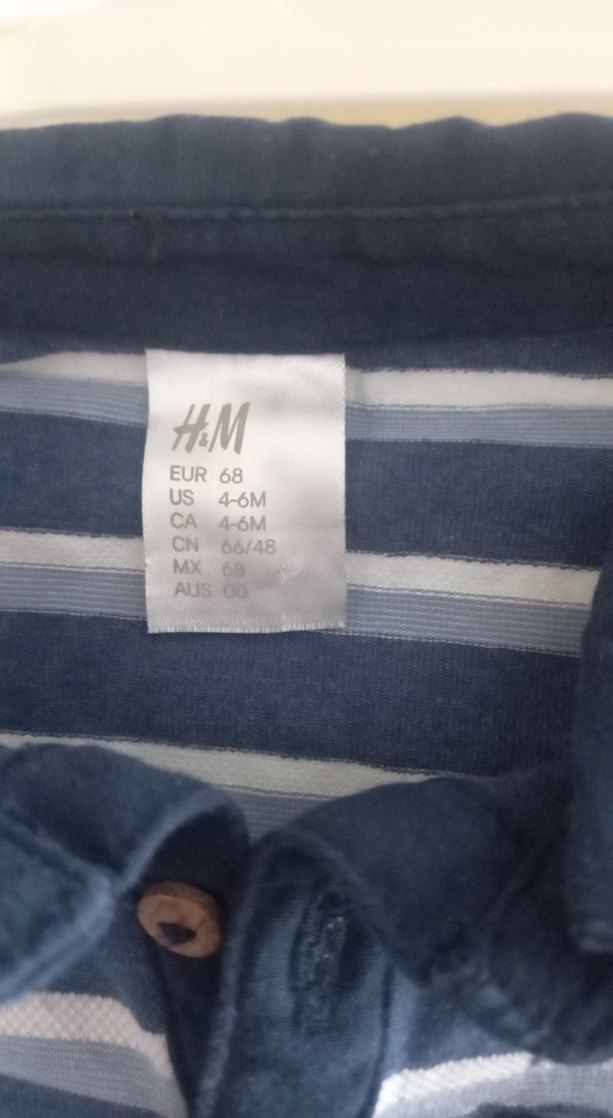 H&M
EUR 68
US 4-6M
CA 4-6M
CN 66/48
MX 68
AUS 00